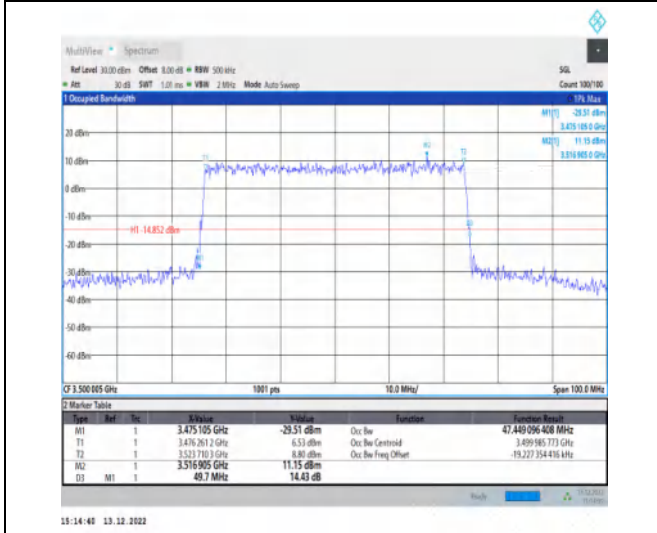 MultiView Spectrum
Ref Level 30.00 dBm Offset 8.00 dB RBW 500 kHz SGL
Att 30 dB SWT 1.01 ms VBW 2 MHz Mode Auto Sweep Count 100/100
1 Occupied Bandwidth 1Pk Max
M1[1] -29.51 dBm
3.475 105 0 GHz
20 dBm M2[1] 11.15 dBm
3.516 905 0 GHz
M2
T1 T2
10 dBm
0 dBm
-10 dBm
D3
H1 -14.852 dBm
-20 dBm
-30 dBm
-40 dBm
-50 dBm
-60 dBm
CF 3.500 005 GHz 1001 pts 10.0 MHz/ Span 100.0 MHz
2 Marker Table
Type Ref Trc X-Value Y-Value Function Function Result
M1 1 3.475 105 GHz -29.51 dBm Occ Bw 47.449 096 408 MHz
T1 1 3.476 261 2 GHz 6.53 dBm Occ Bw Centroid 3.499 985 773 GHz
T2 1 3.523 710 3 GHz 8.80 dBm Occ Bw Freq Offset -19.227 354 416 kHz
M2 1 3.516 905 GHz 11.15 dBm
D3 M1 1 49.7 MHz 14.43 dB
Ready
15:14:40 13.12.2022